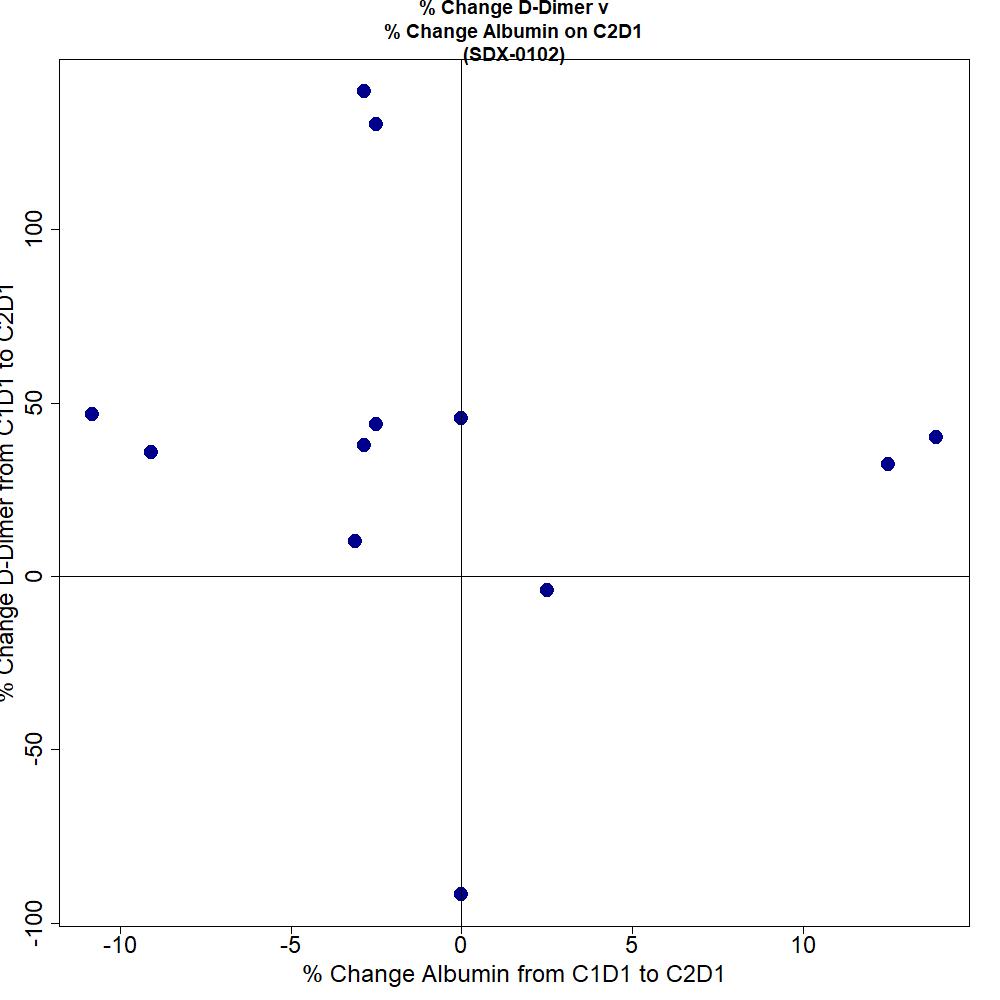 % Change D-Dimer v
% Change Albumin on C2D1
(SDX-0102)
% Change D-Dimer from C1D1 to C2D1
100
50
0
-50
-100
-10
-5
0
5
10
% Change Albumin from C1D1 to C2D1